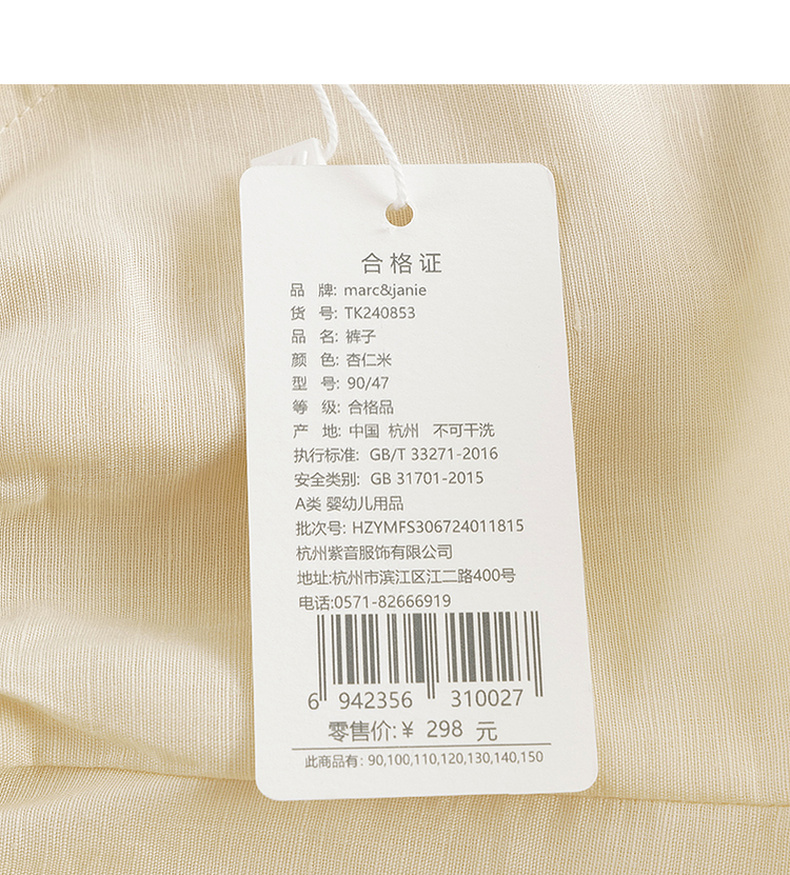 合格证
品 牌: marc&janie
货 号: TK240853
品 名: 裤子
颜 色: 杏仁米
型 号: 90/47
等 级: 合格品
产 地: 中国 杭州 不可干洗
执行标准: GB/T 33271-2016
安全类别: GB 31701-2015
A类 婴幼儿用品
批次号: HZYMFS306724011815
杭州紫音服饰有限公司
地址:杭州市滨江区江二路400号
电话:0571-82666919
6 942356 310027
零售价:¥ 298 元
此商品有: 90,100,110,120,130,140,150